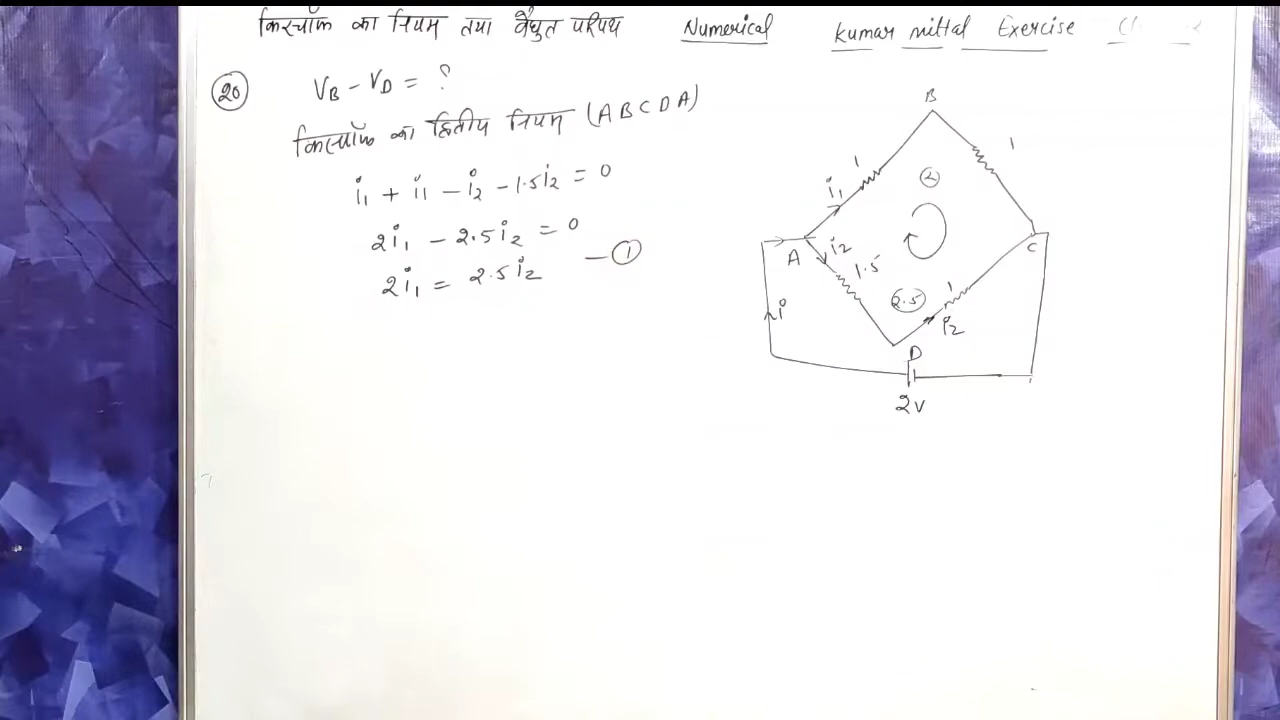 किरचॉफ का नियम तथा वैधुत परिपथ Numerical kumar mittal Exercise
20 VB - VD = ?
किरचॉफ का द्वितीय नियम (ABCDA)
i1 + i1 - i2 - 1.5i2 = 0
2i1 - 2.5i2 = 0
2i1 = 2.5i2 - 1
B
1
1
i1
2
A
i2
C
1.5
1
2.5
i
i2
D
2V